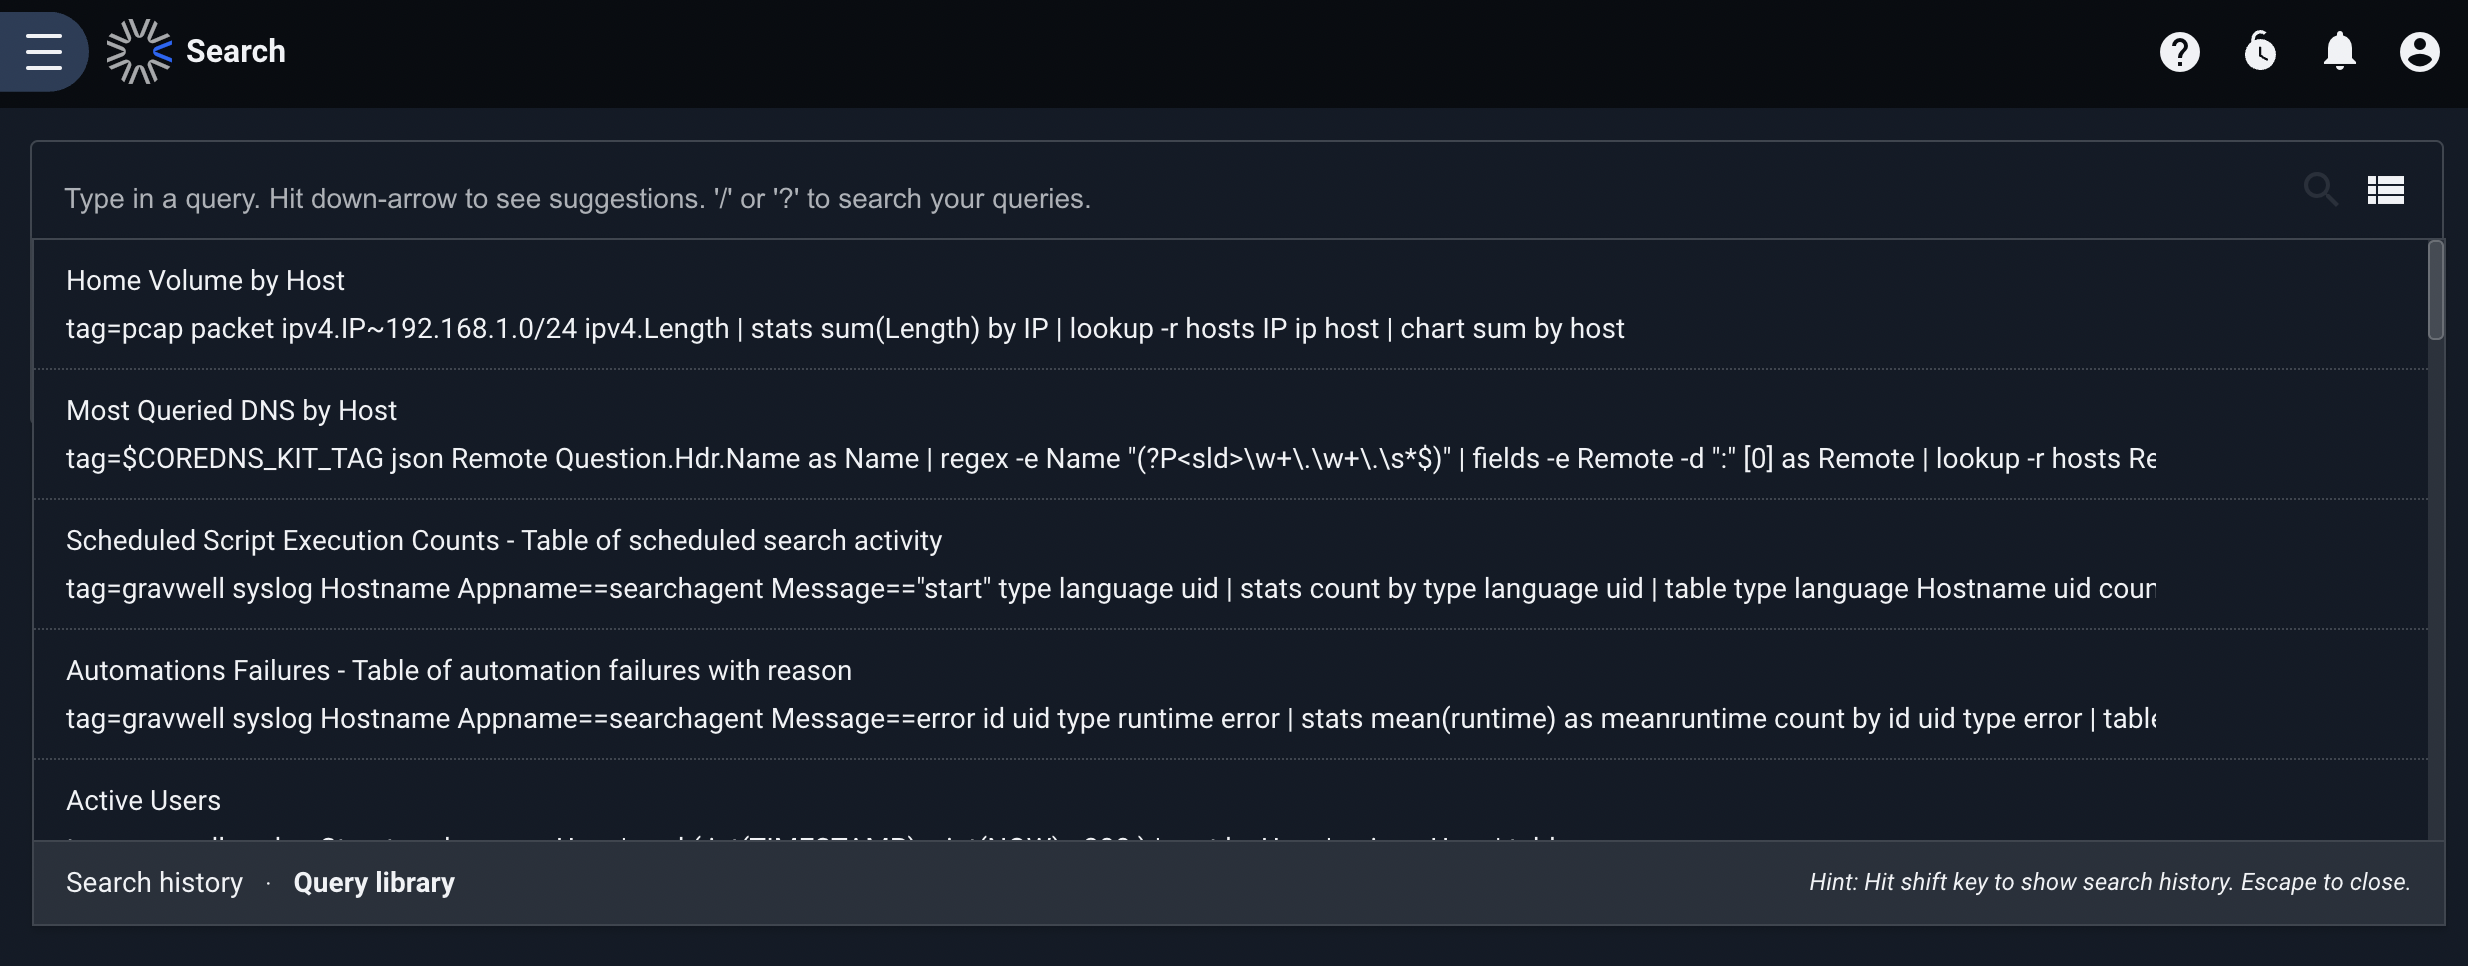 Search
Type in a query. Hit down-arrow to see suggestions. '/' or '?' to search your queries.
Home Volume by Host
tag=pcap packet ipv4.IP~192.168.1.0/24 ipv4.Length | stats sum(Length) by IP | lookup -r hosts IP ip host | chart sum by host
Most Queried DNS by Host
tag=$COREDNS_KIT_TAG json Remote Question.Hdr.Name as Name | regex -e Name "(?P<sld>\w+\.\w+\.\s*$)" | fields -e Remote -d ":" [0] as Remote | lookup -r hosts Re
Scheduled Script Execution Counts - Table of scheduled search activity
tag=gravwell syslog Hostname Appname==searchagent Message=="start" type language uid | stats count by type language uid | table type language Hostname uid coun
Automations Failures - Table of automation failures with reason
tag=gravwell syslog Hostname Appname==searchagent Message==error id uid type runtime error | stats mean(runtime) as meanruntime count by id uid type error | table
Active Users
Search history · Query library
Hint: Hit shift key to show search history. Escape to close.